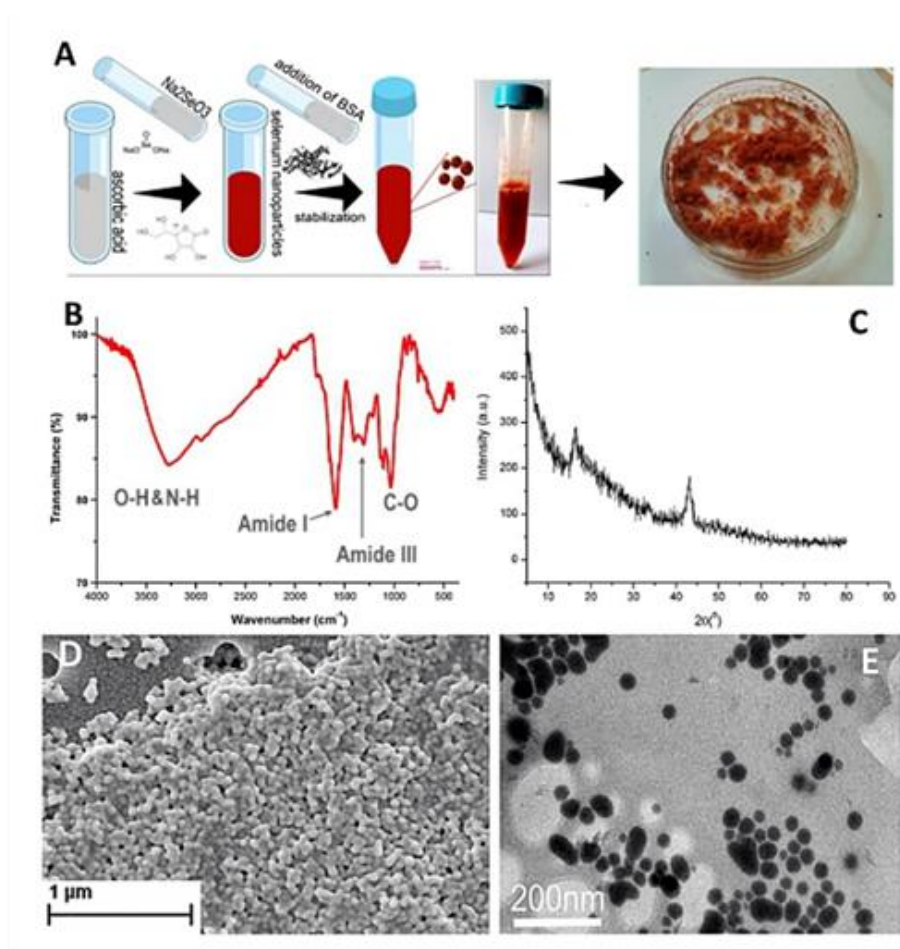 A
Na2SeO3
ascorbic acid
selenium nanoparticles
addition of BSA
stabilization
B
100
90
80
70
Transmittance (%)
O-H&N-H
Amide I
Amide III
C-O
4000 3500 3000 2500 2000 1500 1000 500
Wavenumber (cm⁻¹)
C
500
400
300
200
100
0
Intensity (a.u.)
10 20 30 40 50 60 70 80 90
D
1 µm
E
200nm